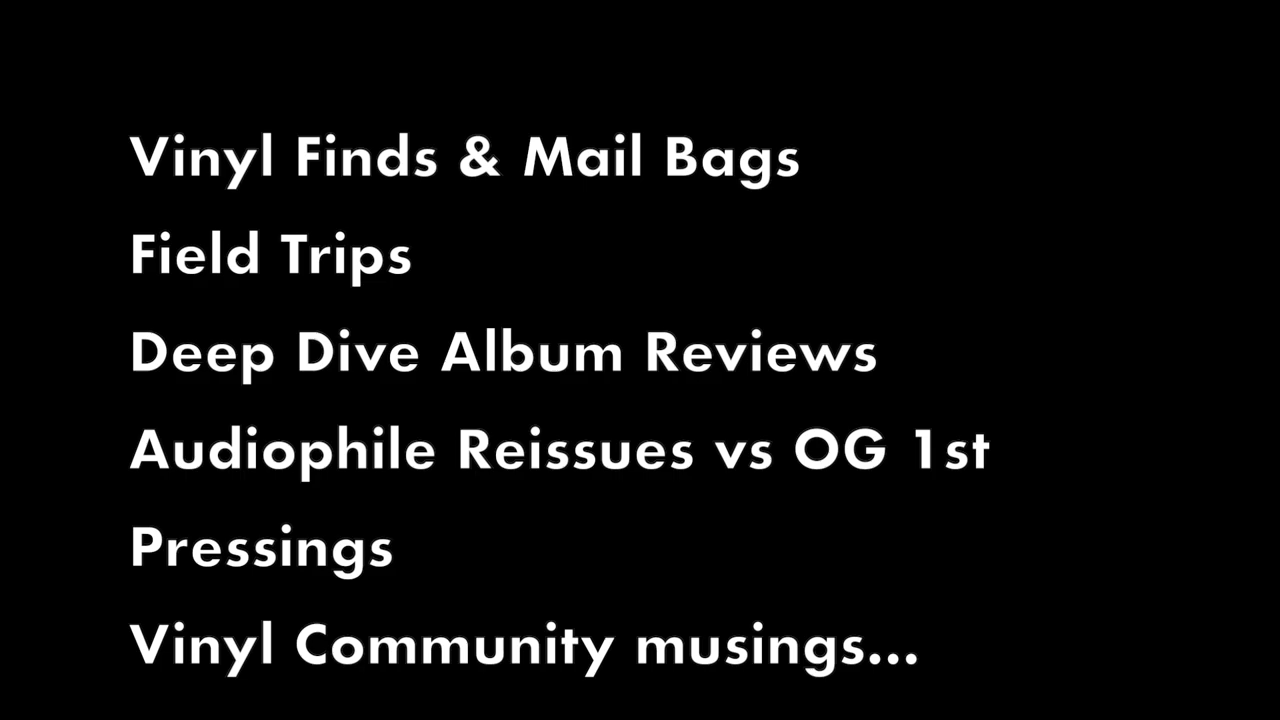 Vinyl Finds & Mail Bags
Field Trips
Deep Dive Album Reviews
Audiophile Reissues vs OG 1st
Pressings
Vinyl Community musings...